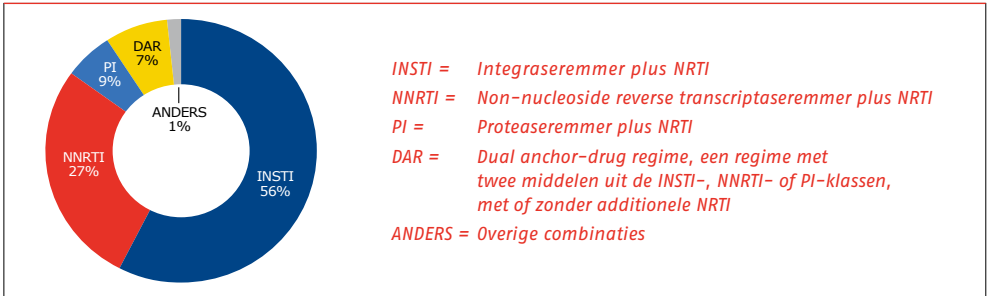 DAR
7%
PI
9%
ANDERS
1%
NNRTI
27%
INSTI
56%
INSTI = Integraseremmer plus NRTI
NNRTI = Non-nucleoside reverse transcriptaseremmer plus NRTI
PI = Proteaseremmer plus NRTI
DAR = Dual anchor-drug regime, een regime met
twee middelen uit de INSTI-, NNRTI- of PI-klassen,
met of zonder additionele NRTI
ANDERS = Overige combinaties